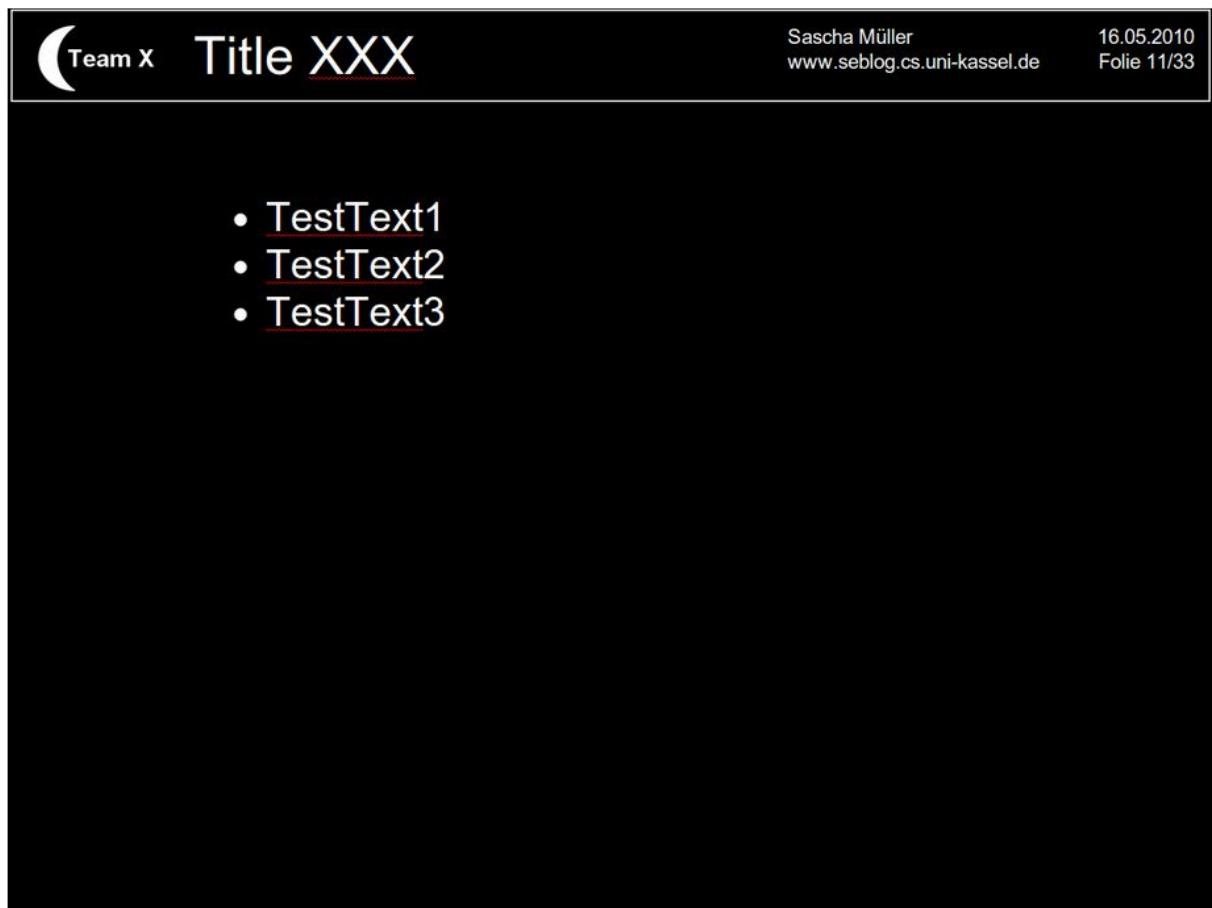 Team X
Title XXX
Sascha Müller
www.seblog.cs.uni-kassel.de
16.05.2010
Folie 11/33
• TestText1
• TestText2
• TestText3